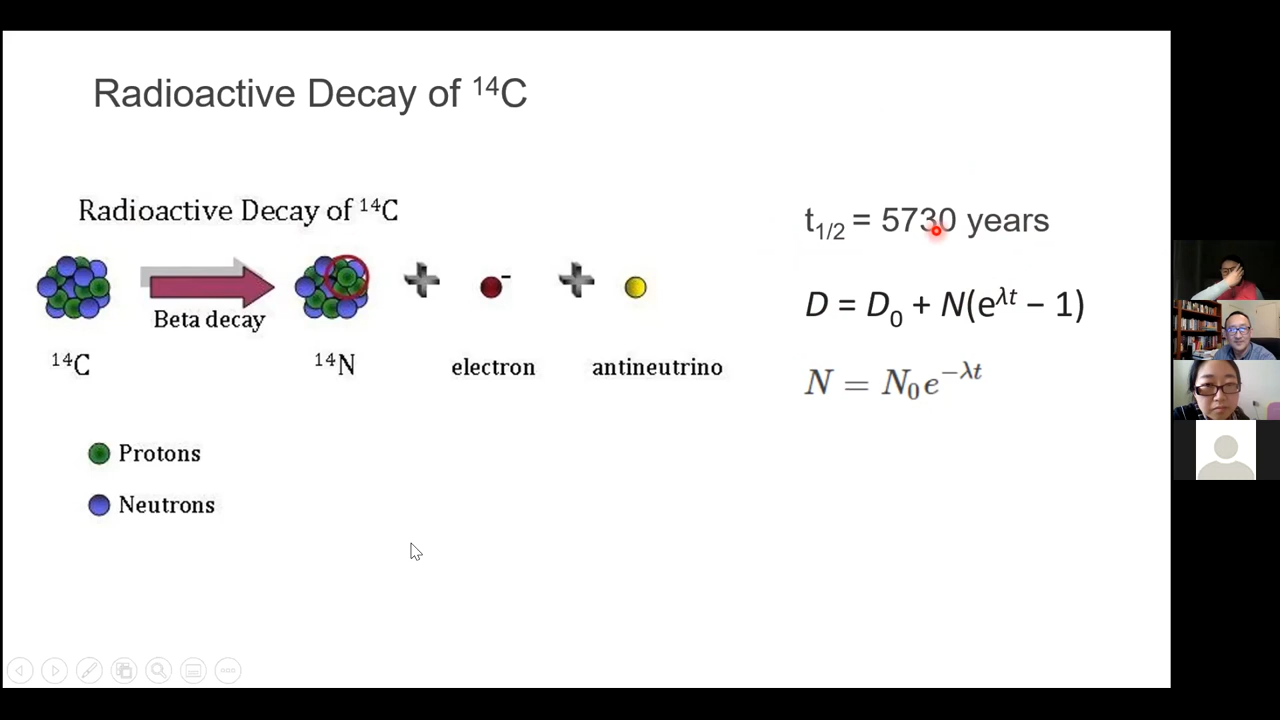 Radioactive Decay of ¹⁴C
Radioactive Decay of ¹⁴C
Beta decay
¹⁴C
¹⁴N
electron
antineutrino
Protons
Neutrons
t₁/₂ = 5730 years
D = D₀ + N(e^λt − 1)
N = N₀e^−λt